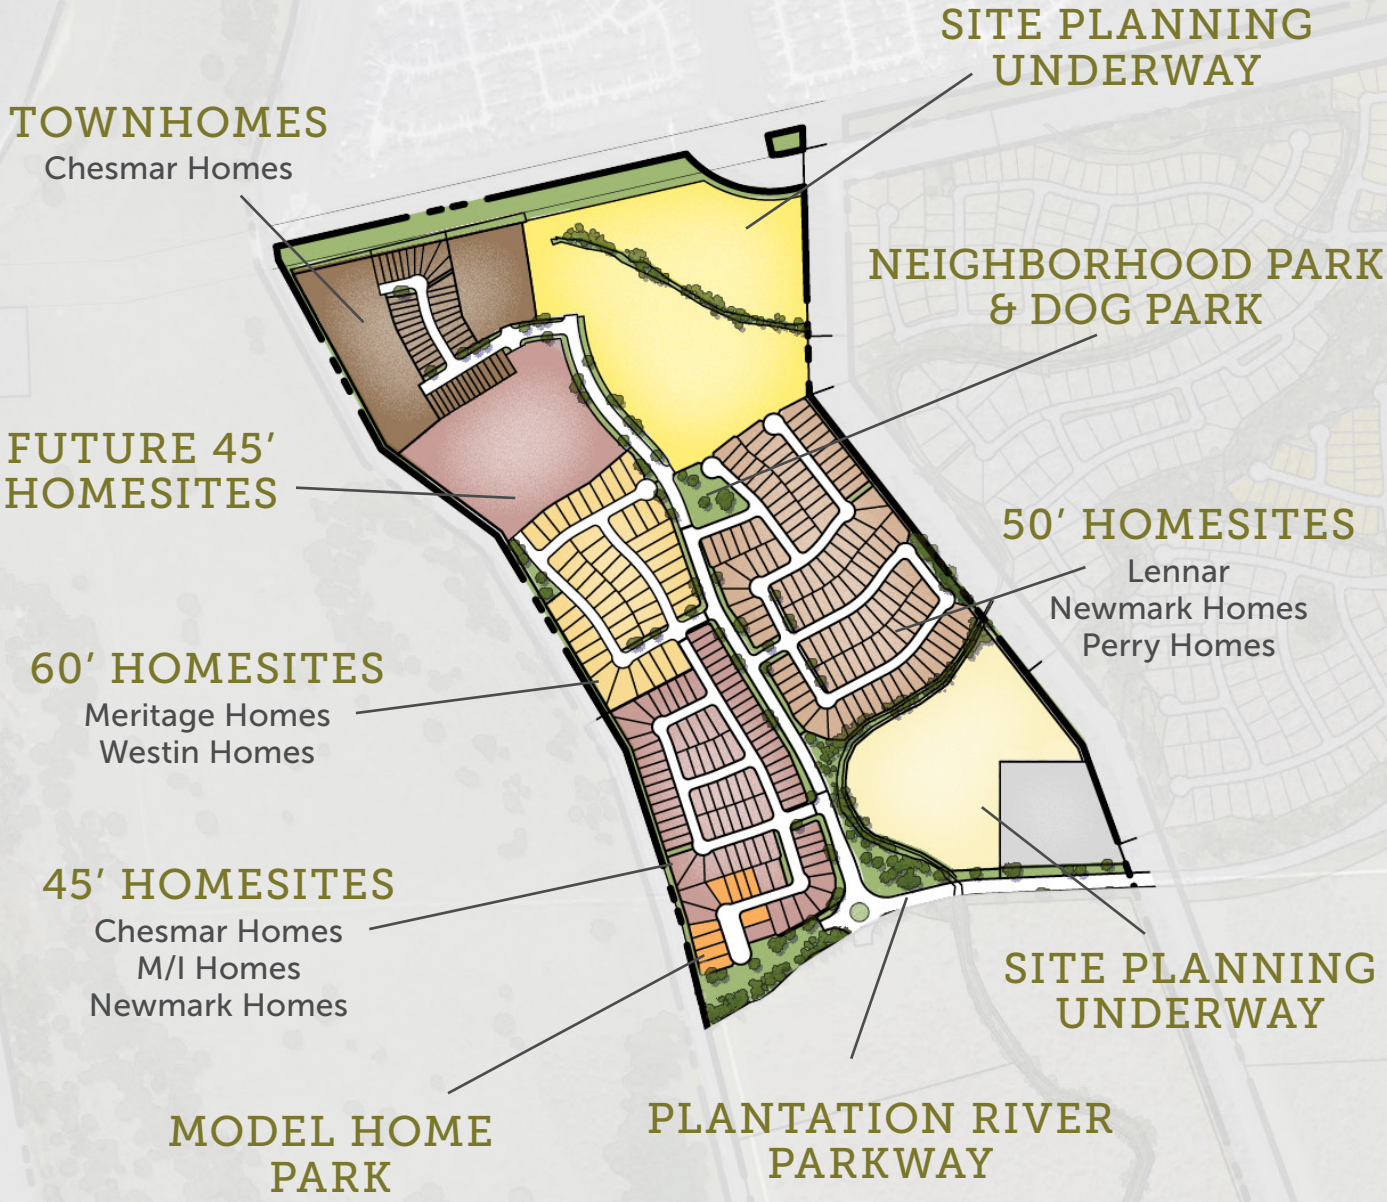 SITE PLANNING
UNDERWAY
TOWNHOMES
Chesmar Homes
NEIGHBORHOOD PARK
& DOG PARK
FUTURE 45'
HOMESITES
50' HOMESITES
Lennar
Newmark Homes
Perry Homes
60' HOMESITES
Meritage Homes
Westin Homes
45' HOMESITES
Chesmar Homes
M/I Homes
Newmark Homes
SITE PLANNING
UNDERWAY
MODEL HOME
PARK
PLANTATION RIVER
PARKWAY